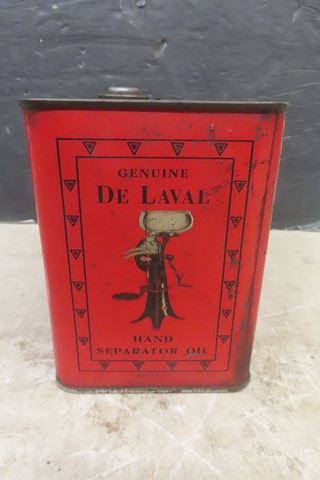 GENUINE
DE LAVAL
HAND
SEPARATOR OIL